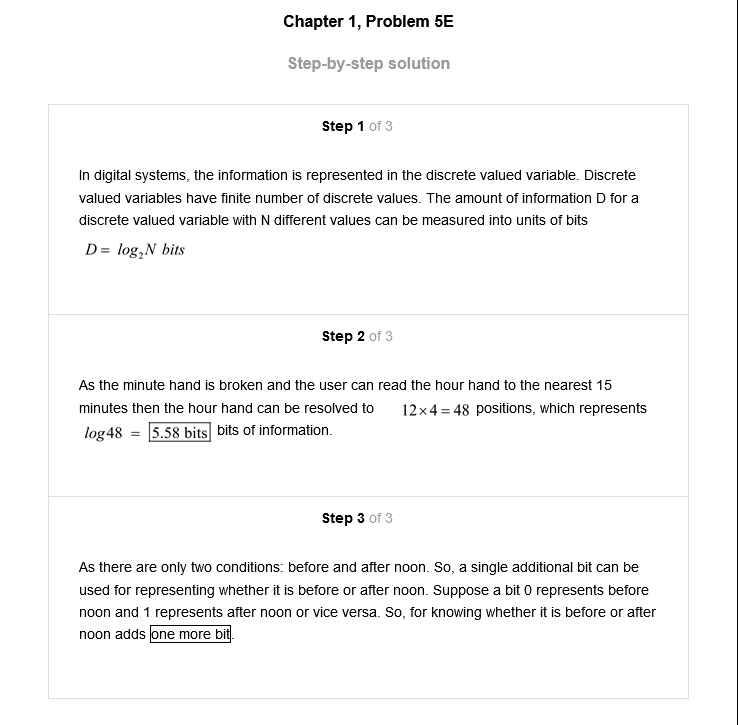 Chapter 1, Problem 5E
Step-by-step solution
Step 1 of 3
In digital systems, the information is represented in the discrete valued variable. Discrete
valued variables have finite number of discrete values. The amount of information D for a
discrete valued variable with N different values can be measured into units of bits
D = log₂N bits
Step 2 of 3
As the minute hand is broken and the user can read the hour hand to the nearest 15
minutes then the hour hand can be resolved to 12×4=48 positions, which represents
log48 = 5.58 bits bits of information.
Step 3 of 3
As there are only two conditions: before and after noon. So, a single additional bit can be
used for representing whether it is before or after noon. Suppose a bit 0 represents before
noon and 1 represents after noon or vice versa. So, for knowing whether it is before or after
noon adds one more bit.